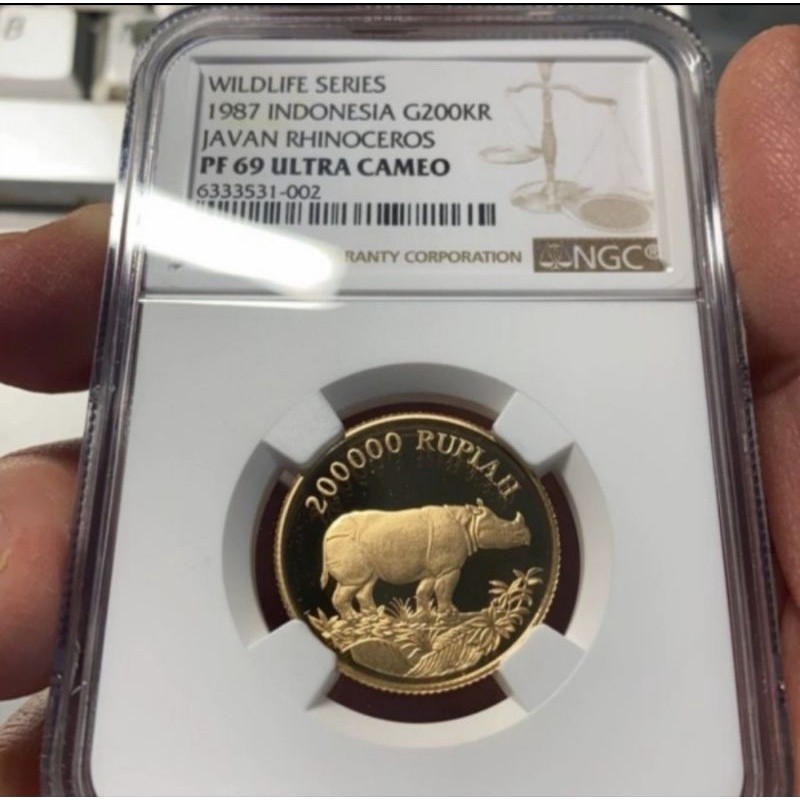 B
WILDLIFE SERIES
1987 INDONESIA G200KR
JAVAN RHINOCEROS
PF 69 ULTRA CAMEO
6333531-002
RANTY CORPORATION
NGC®
200000 RUPIAH